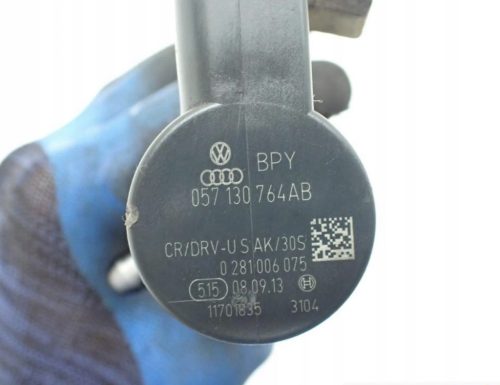 BPY
057 130 764AB
CR/DRV-U S AK/30S
0 281 006 075
515 08.09.13
11701835 3104